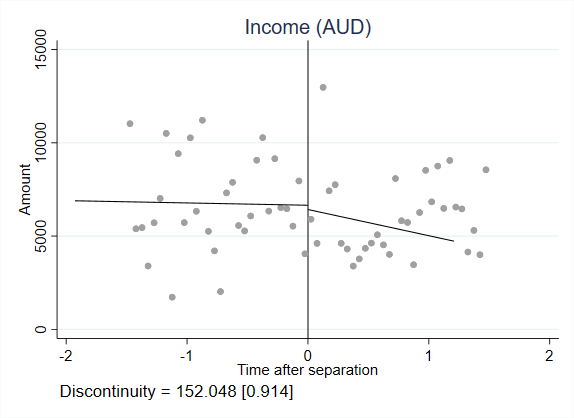 Income (AUD)
15000
10000
5000
0
Amount
-2 -1 0 1 2
Time after separation
Discontinuity = 152.048 [0.914]